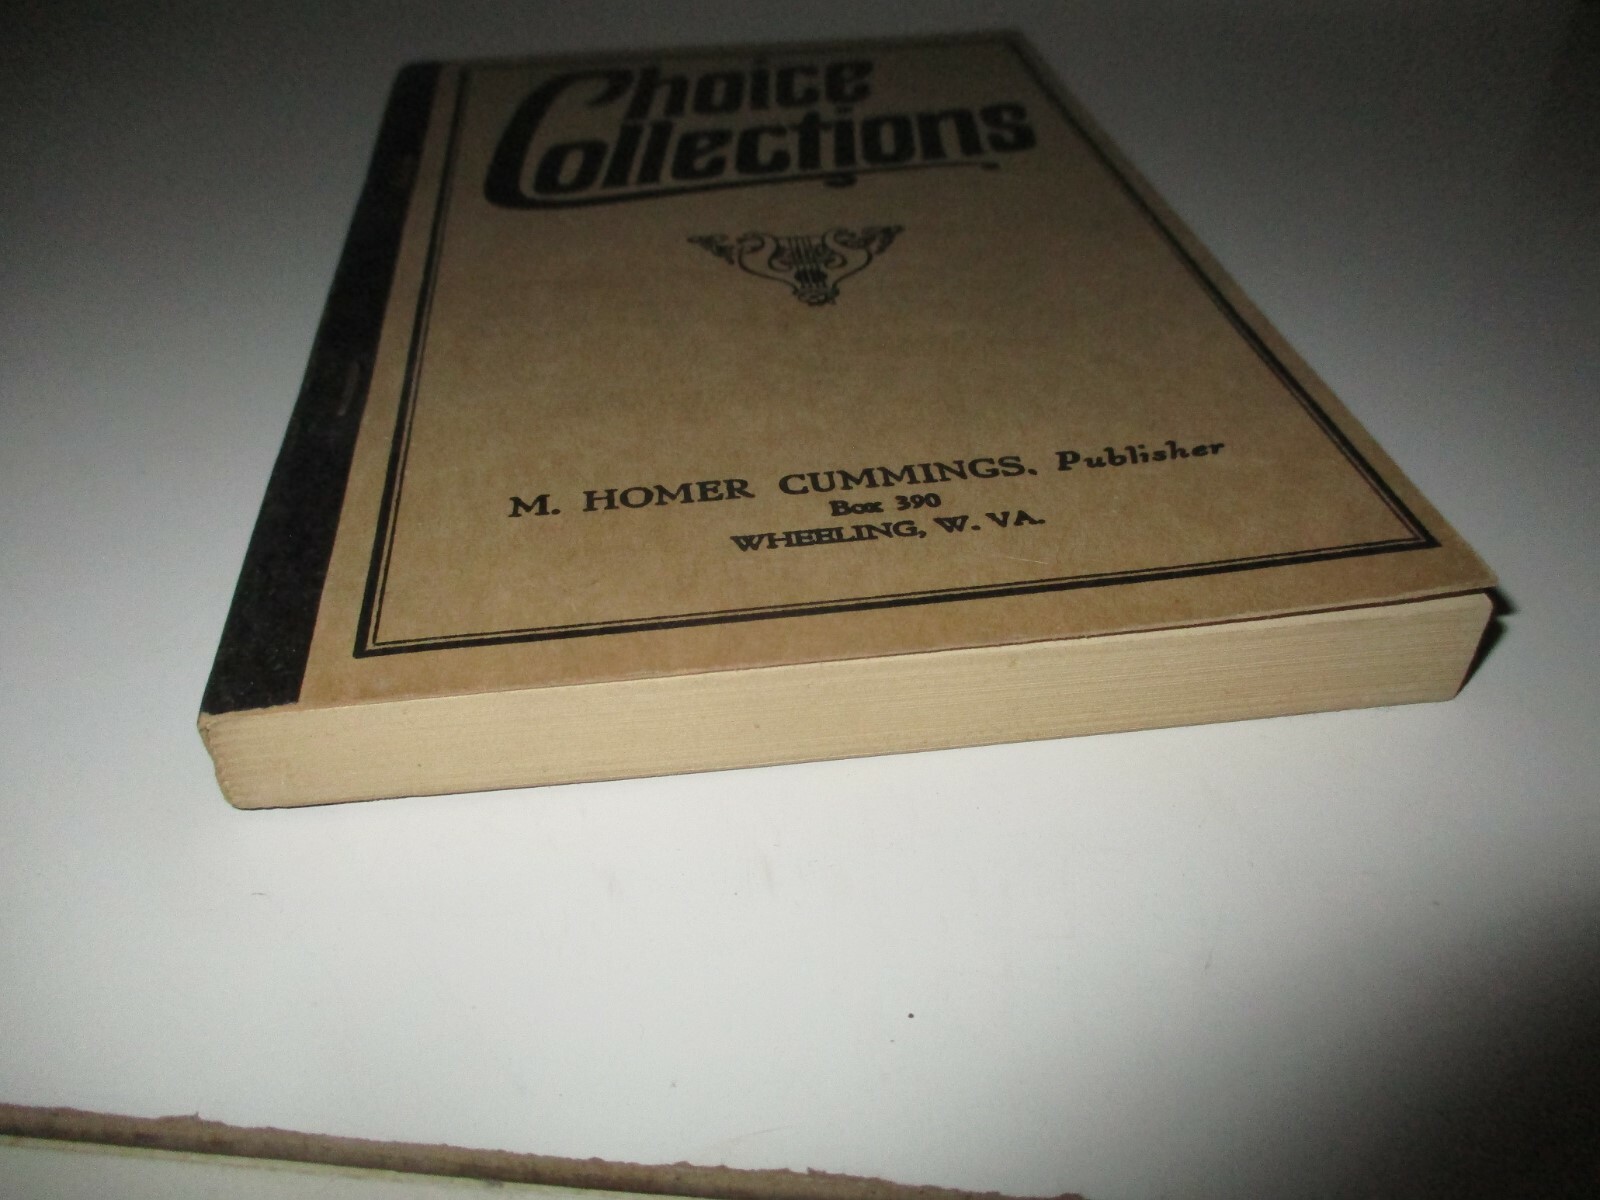 Choice
Collections
M. HOMER CUMMINGS. Publisher
Box 390
WHEELING, W. VA.